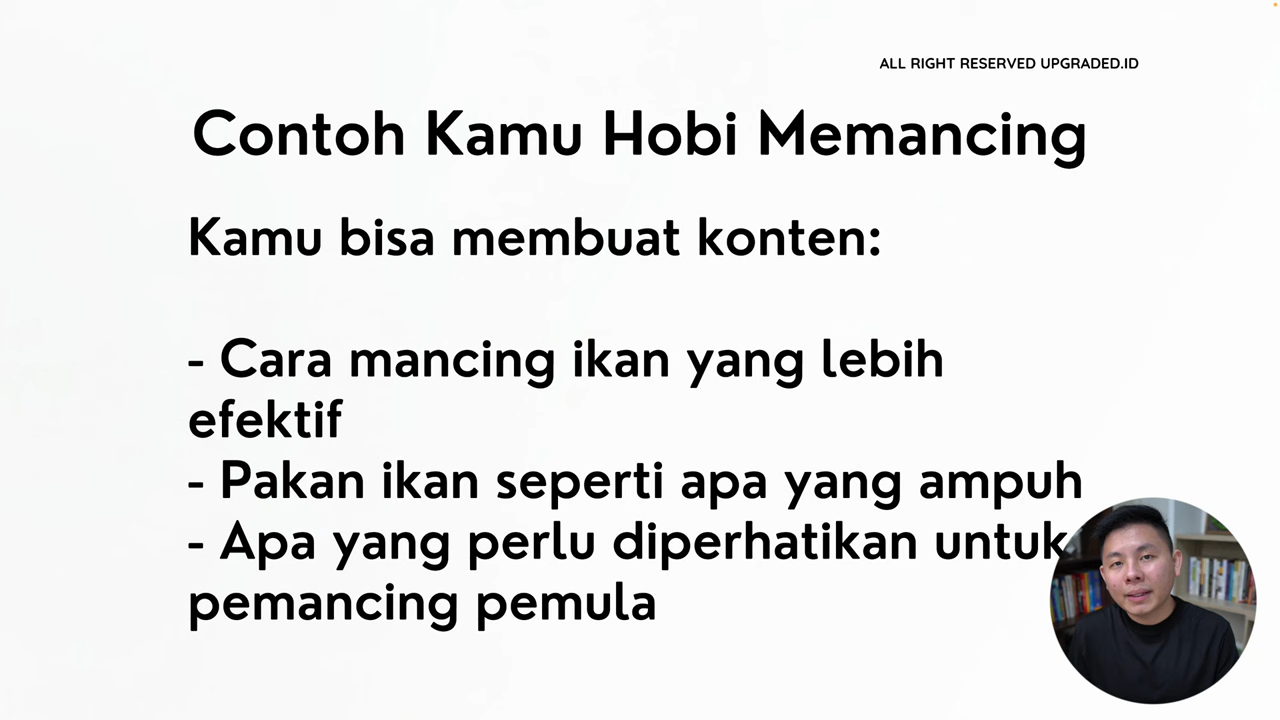 ALL RIGHT RESERVED UPGRADED.ID
Contoh Kamu Hobi Memancing
Kamu bisa membuat konten:
- Cara mancing ikan yang lebih
efektif
- Pakan ikan seperti apa yang ampuh
- Apa yang perlu diperhatikan untuk
pemancing pemula